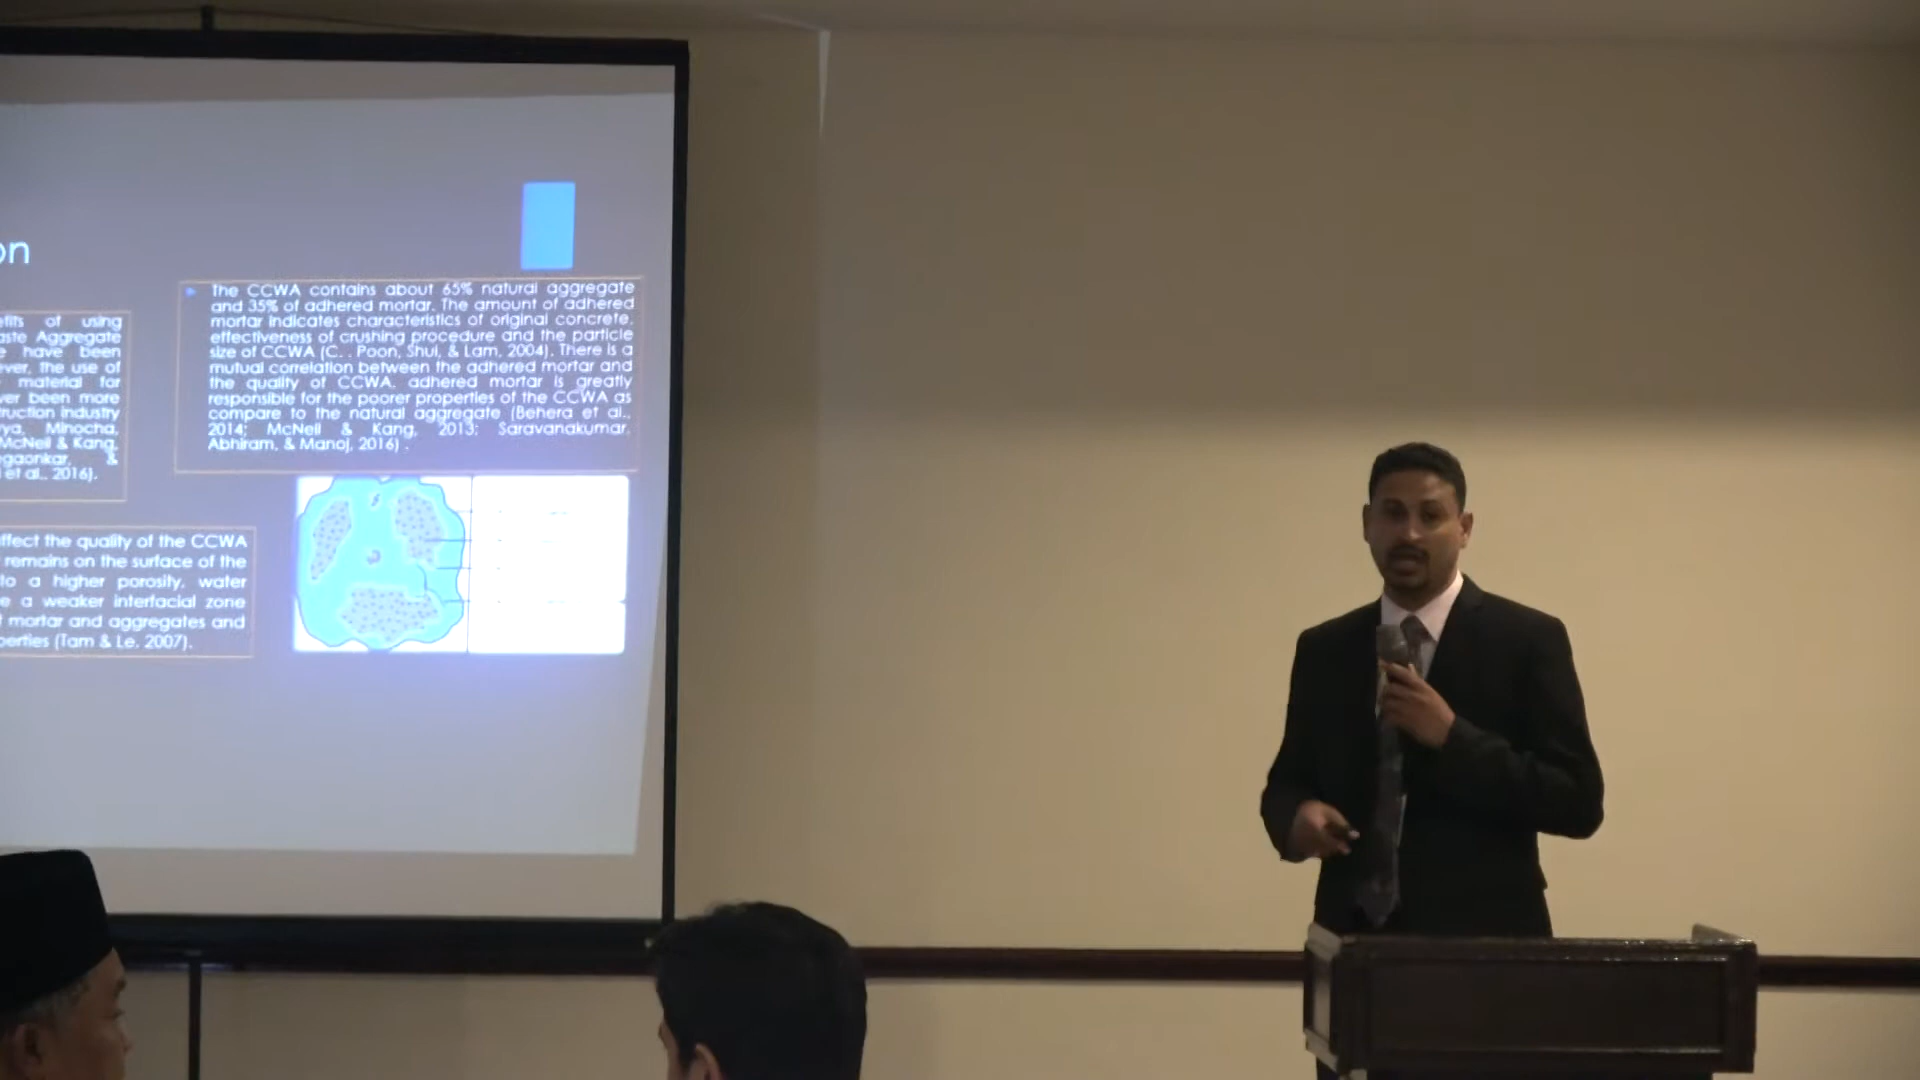 on
efits of using
aste Aggregate
e have been
ever, the use of
material for
ver been more
ruction industry
rya, Minocha,
McNeil & Kang,
egaonkar, &
et al., 2016).
The CCWA contains about 65% natural aggregate
and 35% of adhered mortar. The amount of adhered
mortar indicates characteristics of original concrete,
effectiveness of crushing procedure and the particle
size of CCWA (C. . Poon, Shui, & Lam, 2004). There is a
mutual correlation between the adhered mortar and
the quality of CCWA. adhered mortar is greatly
responsible for the poorer properties of the CCWA as
compare to the natural aggregate (Behera et al.,
2014; McNeil & Kang, 2013; Saravanakumar,
Abhiram, & Manoj, 2016) .
ffect the quality of the CCWA
remains on the surface of the
to a higher porosity, water
e a weaker interfacial zone
t mortar and aggregates and
perties (Tam & Le, 2007).